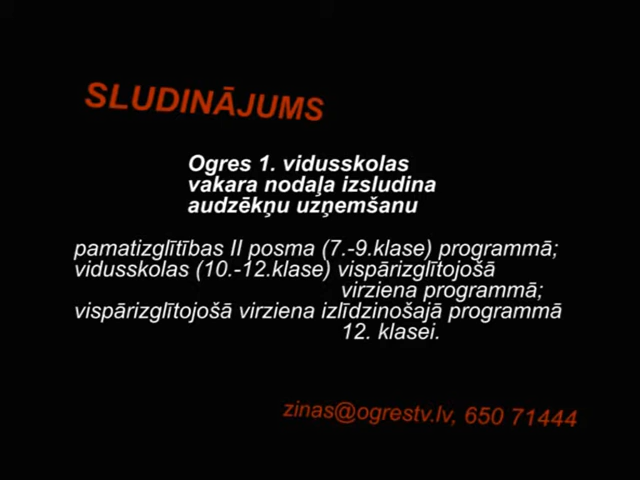 SLUDINĀJUMS
Ogres 1. vidusskolas
vakara nodaļa izsludina
audzēkņu uzņemšanu
pamatizglītības II posma (7.-9.klase) programmā;
vidusskolas (10.-12.klase) vispārizglītojošā
virziena programmā;
vispārizglītojošā virziena izlīdzinošajā programmā
12. klasei.
zinas@ogrestv.lv, 650 71444